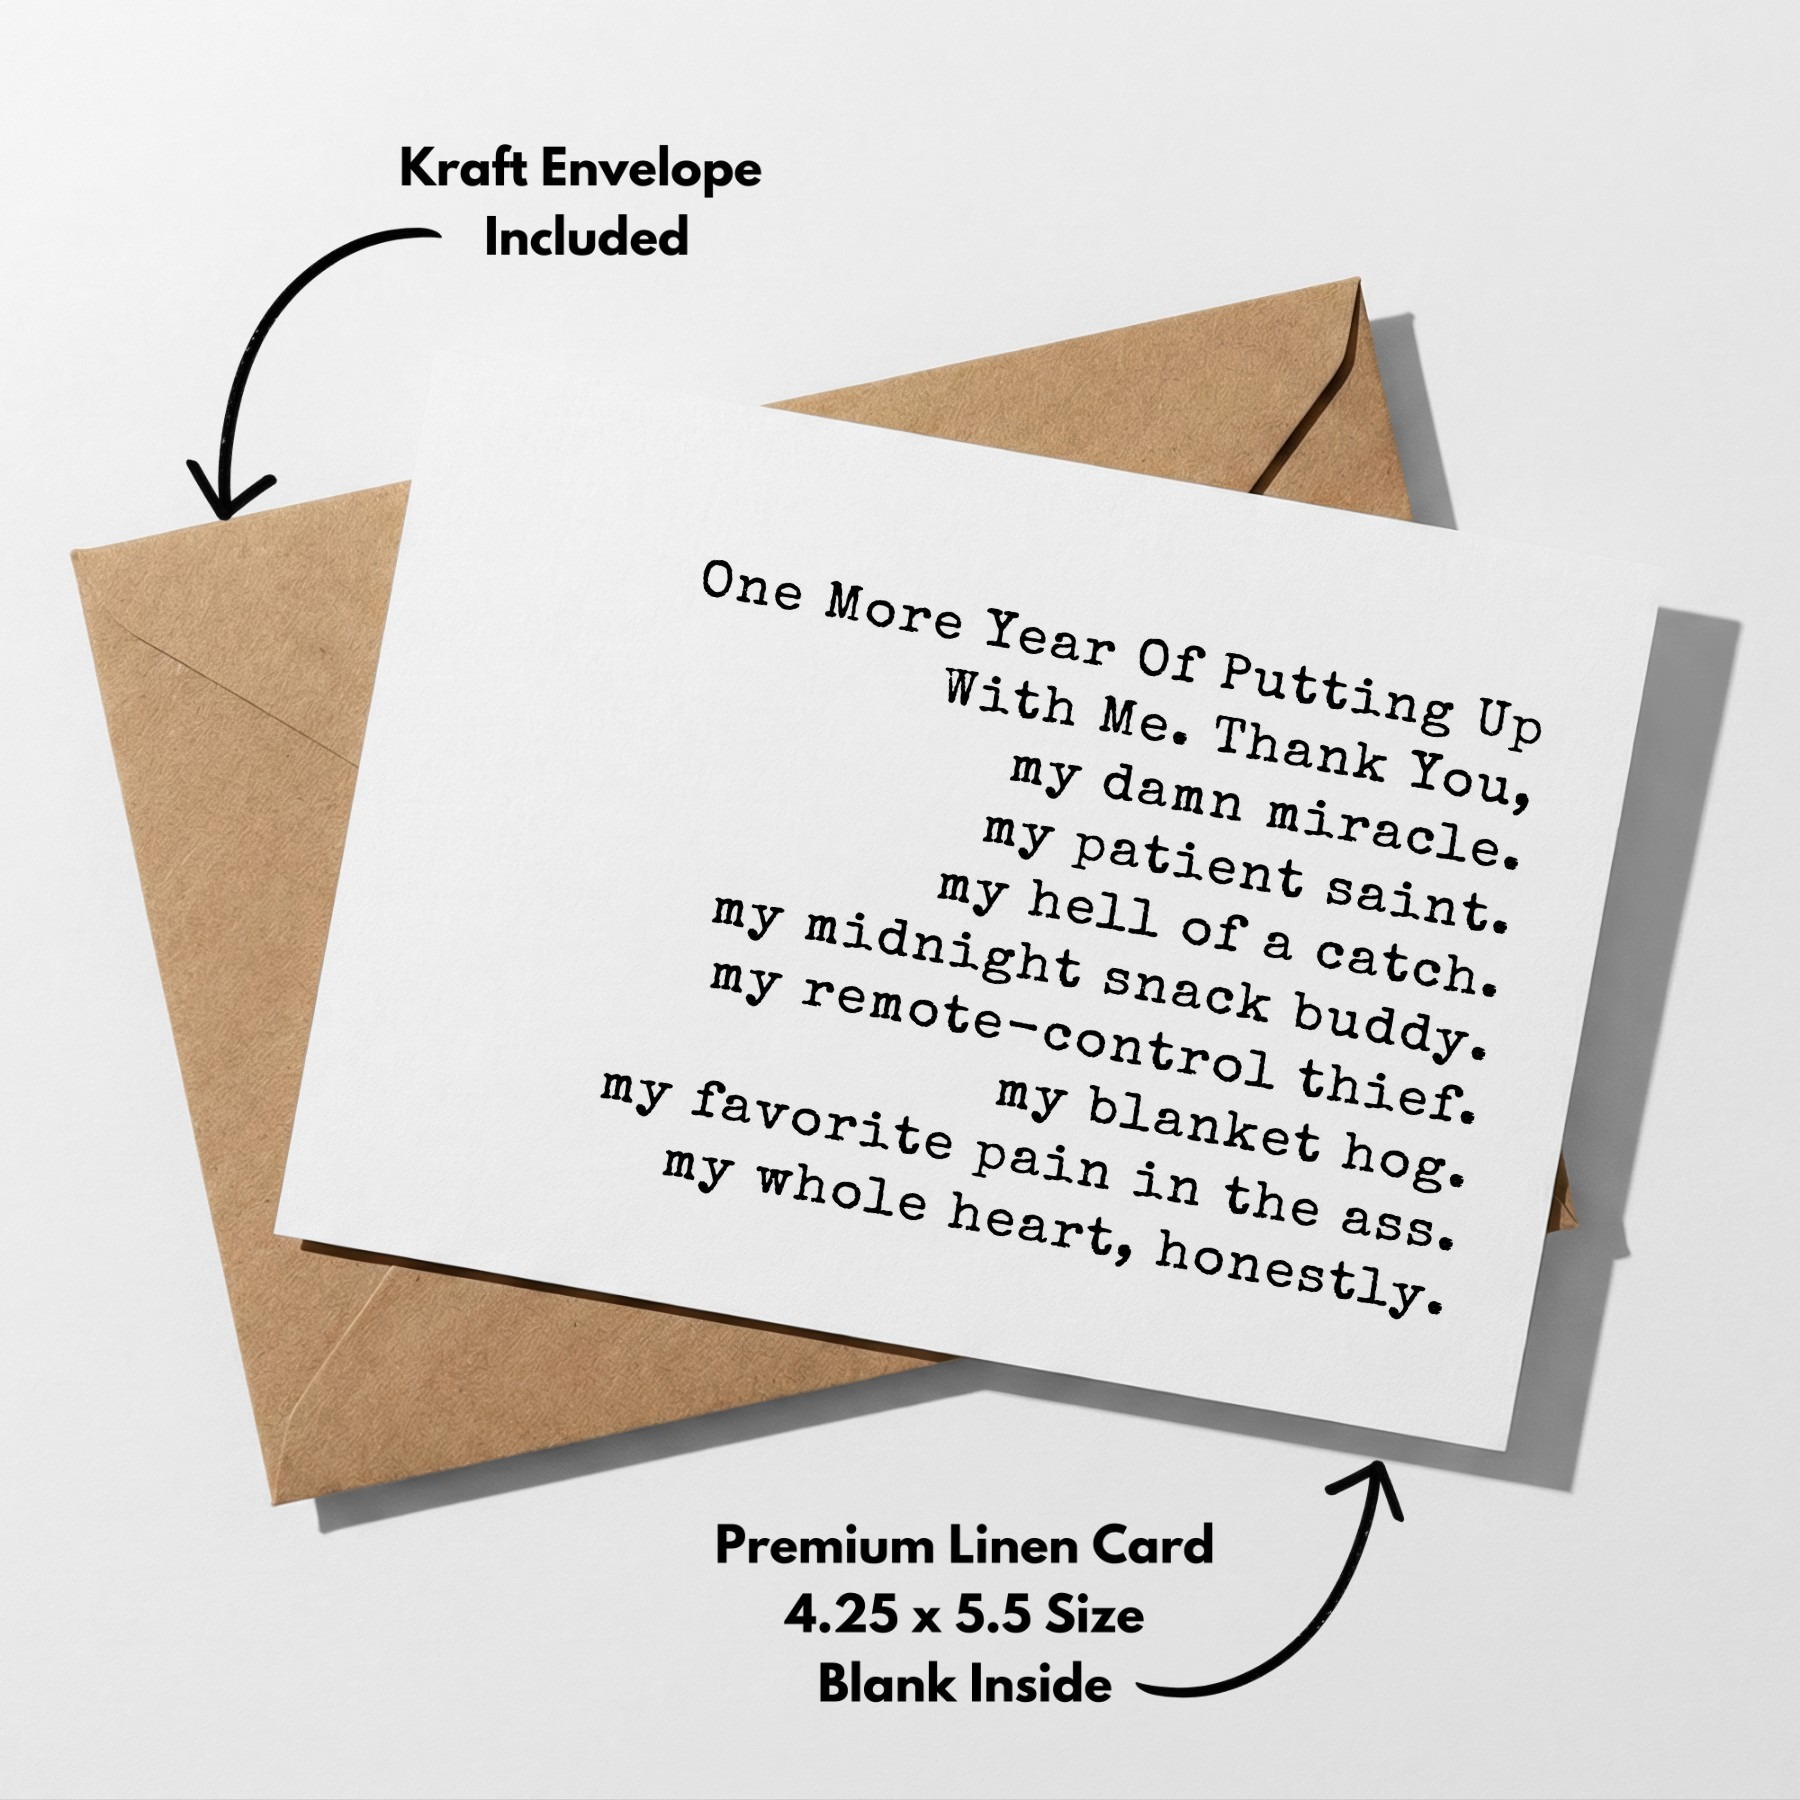 Kraft Envelope
Included
One More Year Of Putting Up
With Me. Thank You,
my damn miracle.
my patient saint.
my hell of a catch.
my midnight snack buddy.
my remote-control thief.
my blanket hog.
my favorite pain in the ass.
my whole heart, honestly.
Premium Linen Card
4.25 x 5.5 Size
Blank Inside